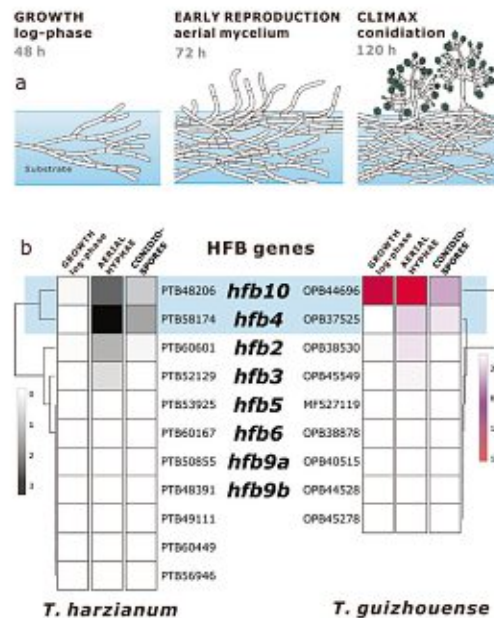 GROWTH
log-phase
48 h
EARLY REPRODUCTION
aerial mycelium
72 h
CLIMAX
conidiation
120 h
a
Substrate
b
GROWTH
log-phase
AERIAL
HYPHAE
CONIDIO-
SPORES
HFB genes
GROWTH
log-phase
AERIAL
HYPHAE
CONIDIO-
SPORES
PTB48206 hfb10 OPB44696
PTB58174 hfb4 OPB37525
PTB60601 hfb2 OPB38530
PTB52129 hfb3 OPB45549
PTB53925 hfb5 MF527119
PTB60167 hfb6 OPB38878
PTB50855 hfb9a OPB40515
PTB48391 hfb9b OPB44528
PTB49111 OPB45278
PTB60449
PTB56946
0
1
2
3
T. harzianum
T. guizhouense